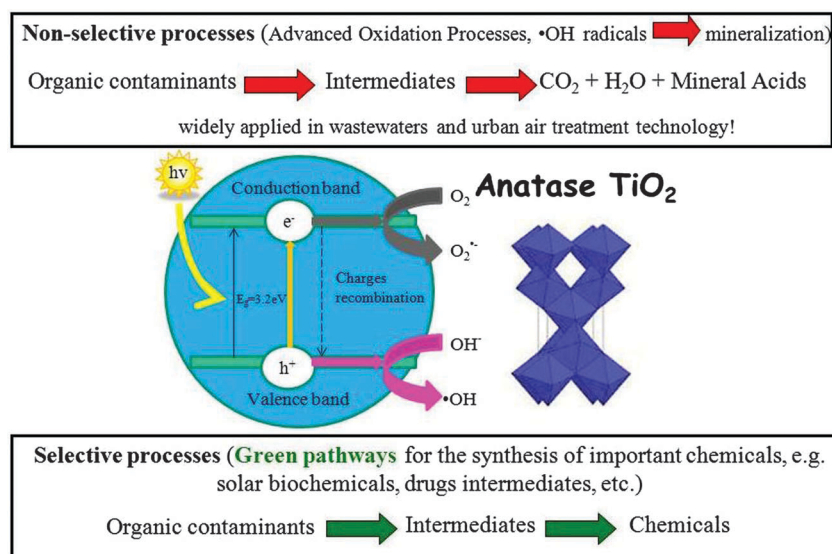 Non-selective processes (Advanced Oxidation Processes, •OH radicals mineralization)
Organic contaminants Intermediates CO₂ + H₂O + Mineral Acids
widely applied in wastewaters and urban air treatment technology!
hν
Conduction band
e⁻
O₂
Anatase TiO₂
O₂•⁻
Charges
recombination
Eg=3.2eV
OH⁻
h⁺
Valence band
•OH
Selective processes (Green pathways for the synthesis of important chemicals, e.g.
solar biochemicals, drugs intermediates, etc.)
Organic contaminants Intermediates Chemicals